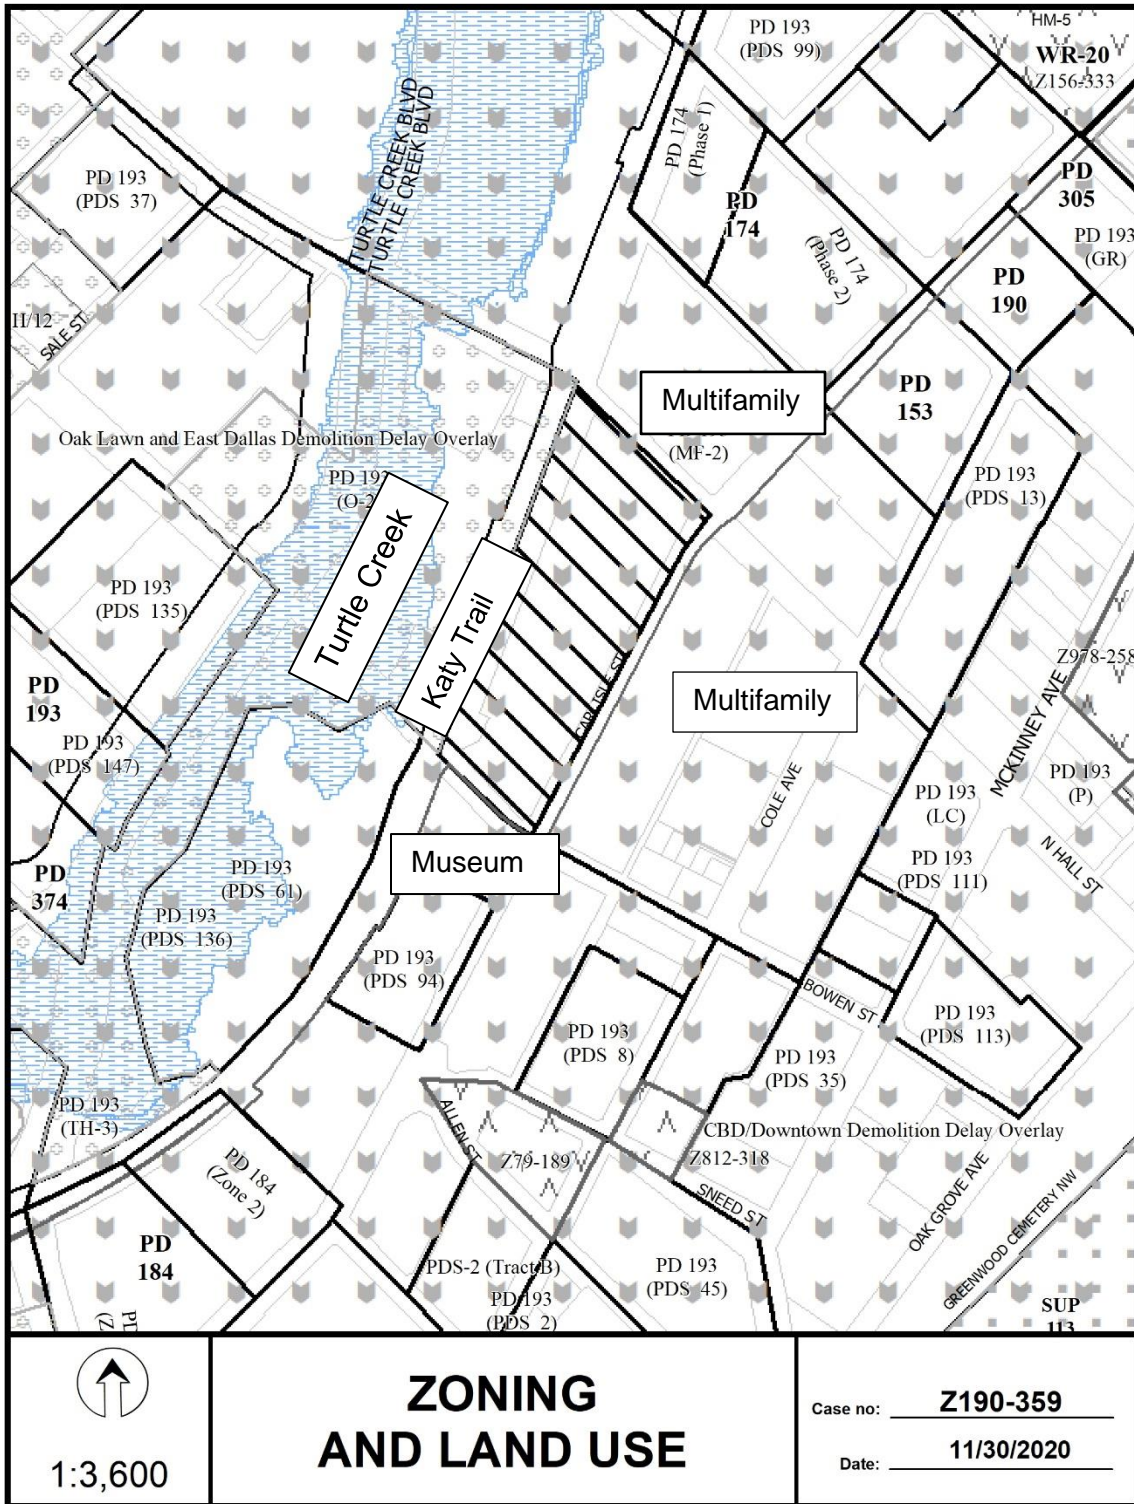 HM-5
PD 193
(PDS 99)
WR-20
Z156-333
TURTLE CREEK BLVD
TURTLE CREEK BLVD
PD 174
(Phase 1)
PD 193
(PDS 37)
PD
305
PD
174
PD 174
(Phase 2)
PD 193
(GR)
PD
190
H/12
SALE ST
PD
153
Multifamily
(MF-2)
Oak Lawn and East Dallas Demolition Delay Overlay
PD 193
(PDS 13)
Turtle Creek
Katy Trail
PD 193
(PDS 135)
CARLISLE ST
Z978-258
PD
193
Multifamily
MCKINNEY AVE
PD 193
(PDS 147)
COLE AVE
PD 193
(P)
PD 193
(LC)
Museum
N HALL ST
PD 193
(PDS 111)
PD
374
PD 193
(PDS 61)
PD 193
(PDS 136)
PD 193
(PDS 94)
BOWEN ST
PD 193
(PDS 8)
PD 193
(PDS 113)
PD 193
(PDS 35)
PD 193
(TH-3)
ALLEN ST
CBD/Downtown Demolition Delay Overlay
Z79-189
Z812-318
PD 184
(Zone 2)
SNEED ST
OAK GROVE AVE
GREENWOOD CEMETERY NW
PD
184
PDS-2 (Tract B)
PD 193
(PDS 2)
PD 193
(PDS 45)
SUP
113
1:3,600
ZONING
AND LAND USE
Case no: Z190-359
Date: 11/30/2020